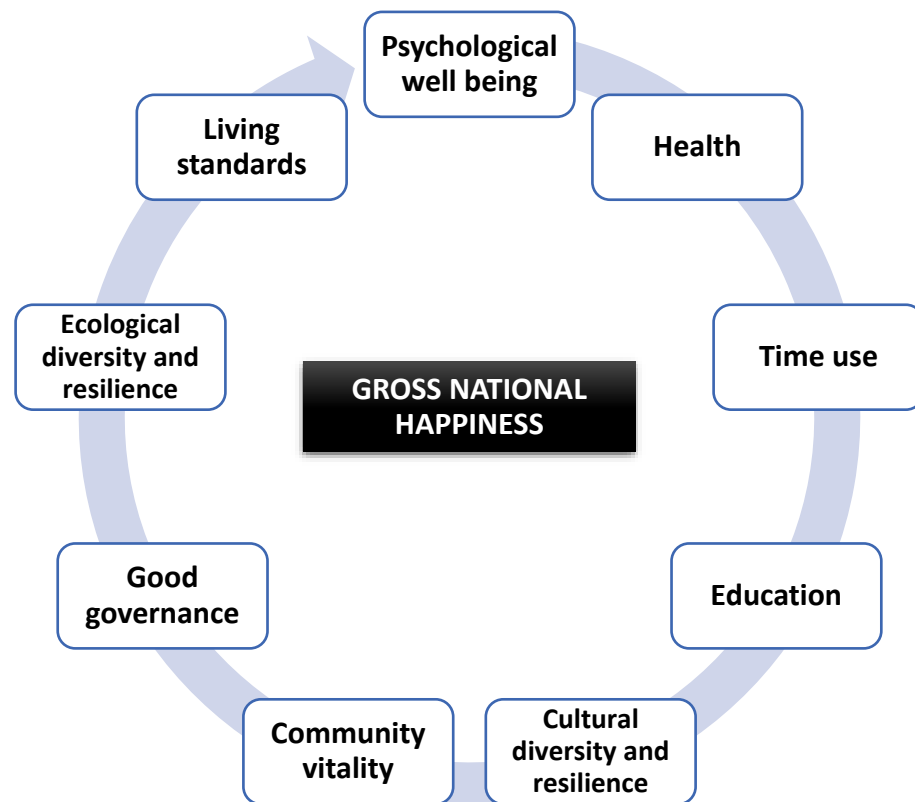 Psychological
well being
Health
Time use
Education
Cultural
diversity and
resilience
Community
vitality
Good
governance
Ecological
diversity and
resilience
Living
standards
GROSS NATIONAL
HAPPINESS